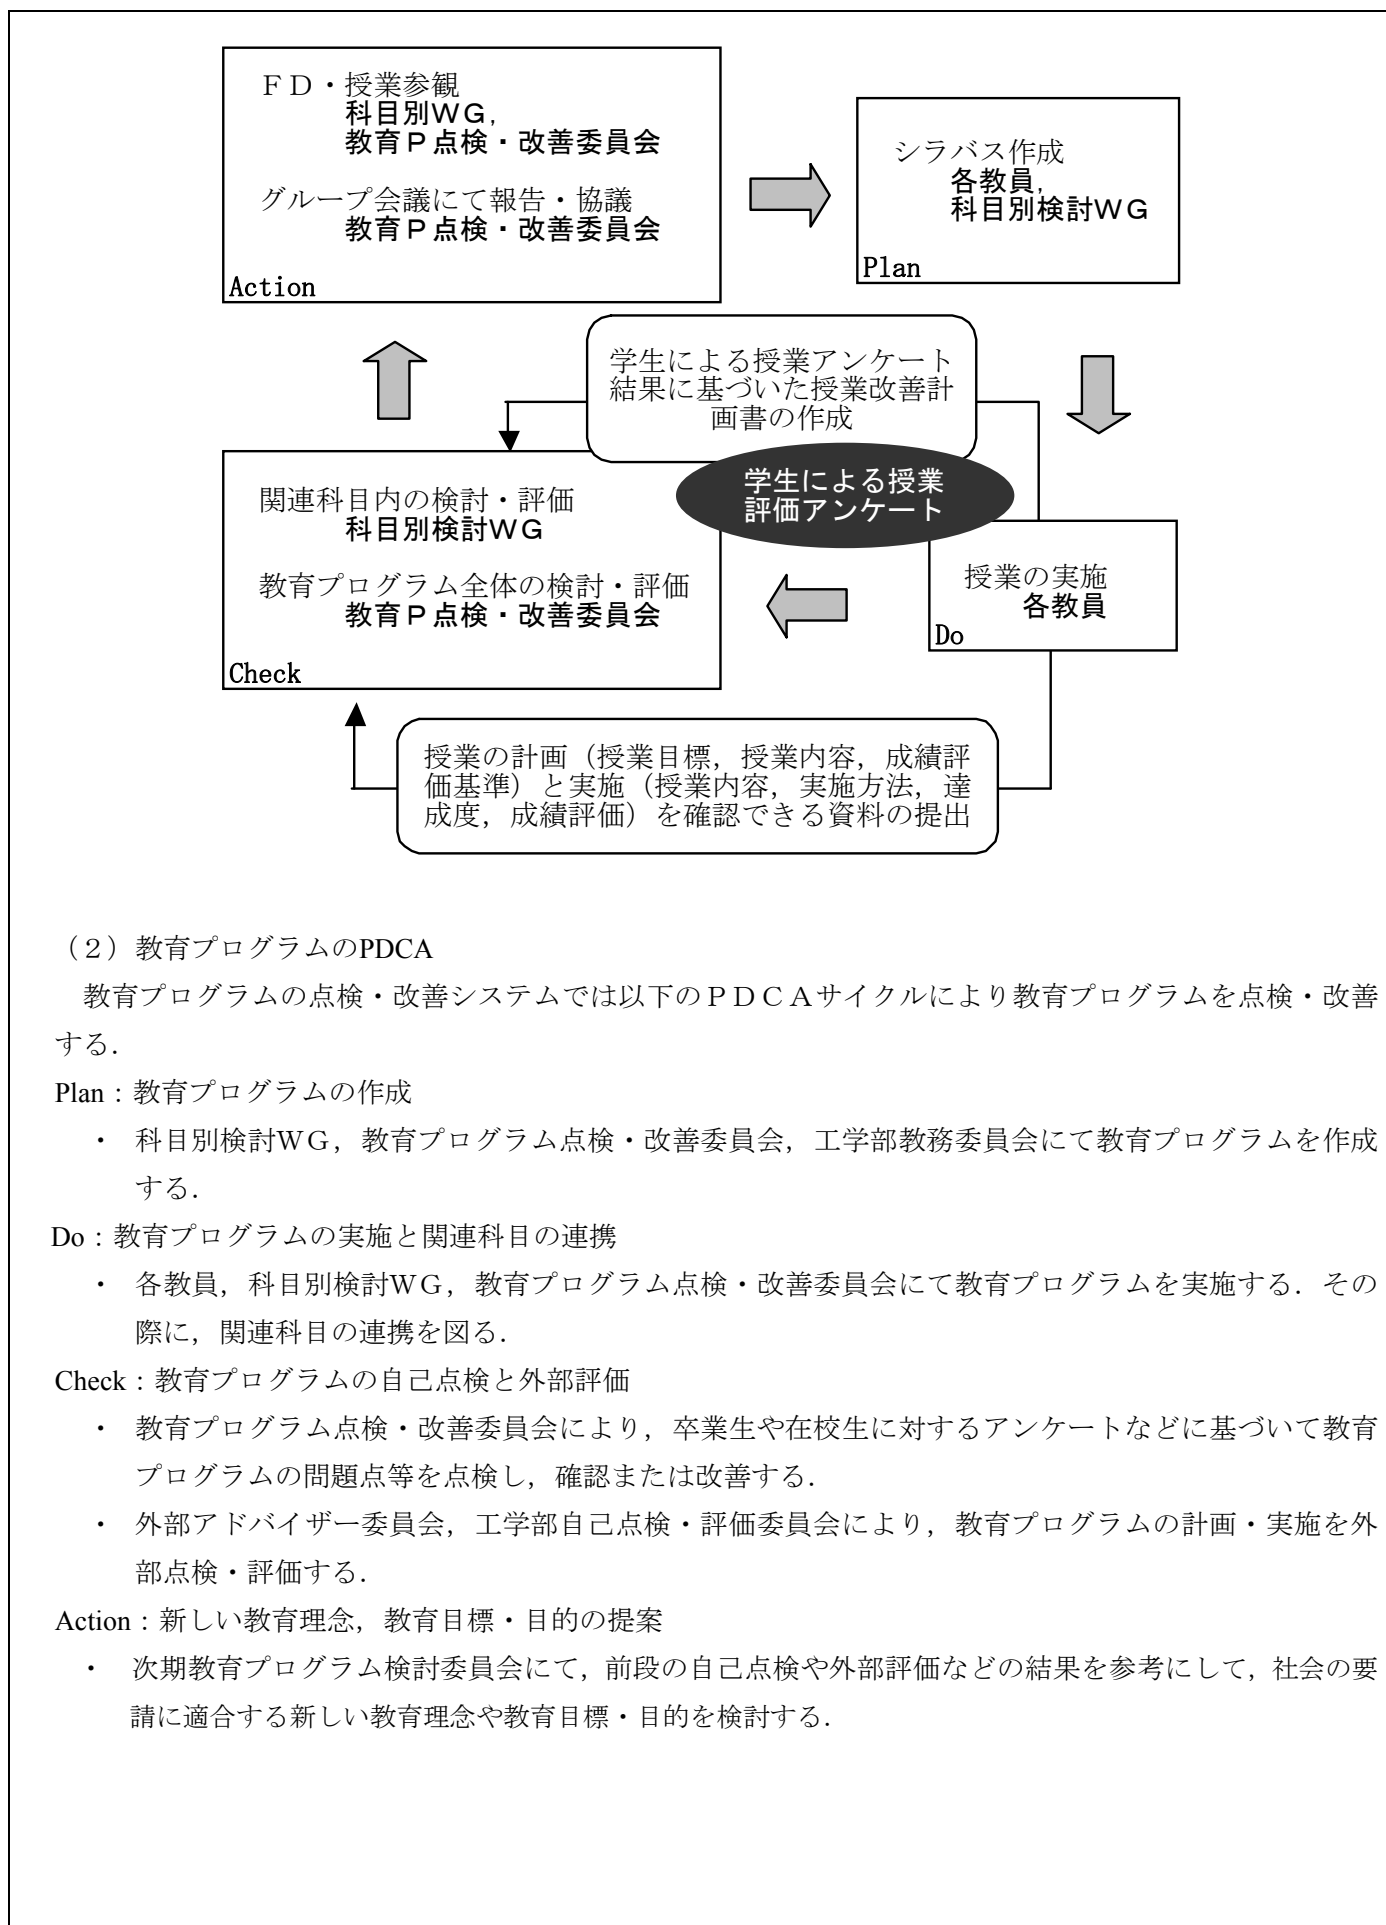 ＦＤ・授業参観
科目別ＷＧ，
教育Ｐ点検・改善委員会
グループ会議にて報告・協議
教育Ｐ点検・改善委員会
Action
シラバス作成
各教員，
科目別検討ＷＧ
Plan
学生による授業アンケート
結果に基づいた授業改善計
画書の作成
学生による授業
評価アンケート
関連科目内の検討・評価
科目別検討ＷＧ
教育プログラム全体の検討・評価
教育Ｐ点検・改善委員会
Check
授業の実施
各教員
Do
授業の計画（授業目標，授業内容，成績評
価基準）と実施（授業内容，実施方法，達
成度，成績評価）を確認できる資料の提出
（２）教育プログラムのPDCA
教育プログラムの点検・改善システムでは以下のＰＤＣＡサイクルにより教育プログラムを点検・改善
する．
Plan：教育プログラムの作成
・ 科目別検討ＷＧ，教育プログラム点検・改善委員会，工学部教務委員会にて教育プログラムを作成
する．
Do：教育プログラムの実施と関連科目の連携
・ 各教員，科目別検討ＷＧ，教育プログラム点検・改善委員会にて教育プログラムを実施する．その
際に，関連科目の連携を図る．
Check：教育プログラムの自己点検と外部評価
・ 教育プログラム点検・改善委員会により，卒業生や在校生に対するアンケートなどに基づいて教育
プログラムの問題点等を点検し，確認または改善する．
・ 外部アドバイザー委員会，工学部自己点検・評価委員会により，教育プログラムの計画・実施を外
部点検・評価する．
Action：新しい教育理念，教育目標・目的の提案
・ 次期教育プログラム検討委員会にて，前段の自己点検や外部評価などの結果を参考にして，社会の要
請に適合する新しい教育理念や教育目標・目的を検討する．